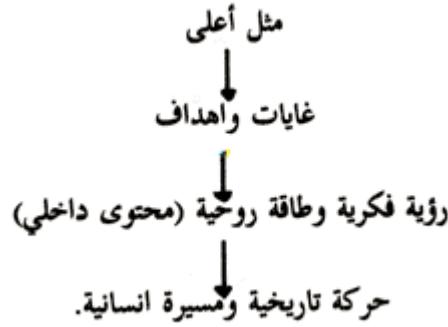 مثل أعلى
غايات واهداف
رؤية فكرية وطاقة روحية (محتوى داخلي)
حركة تاريخية ومسيرة انسانية.